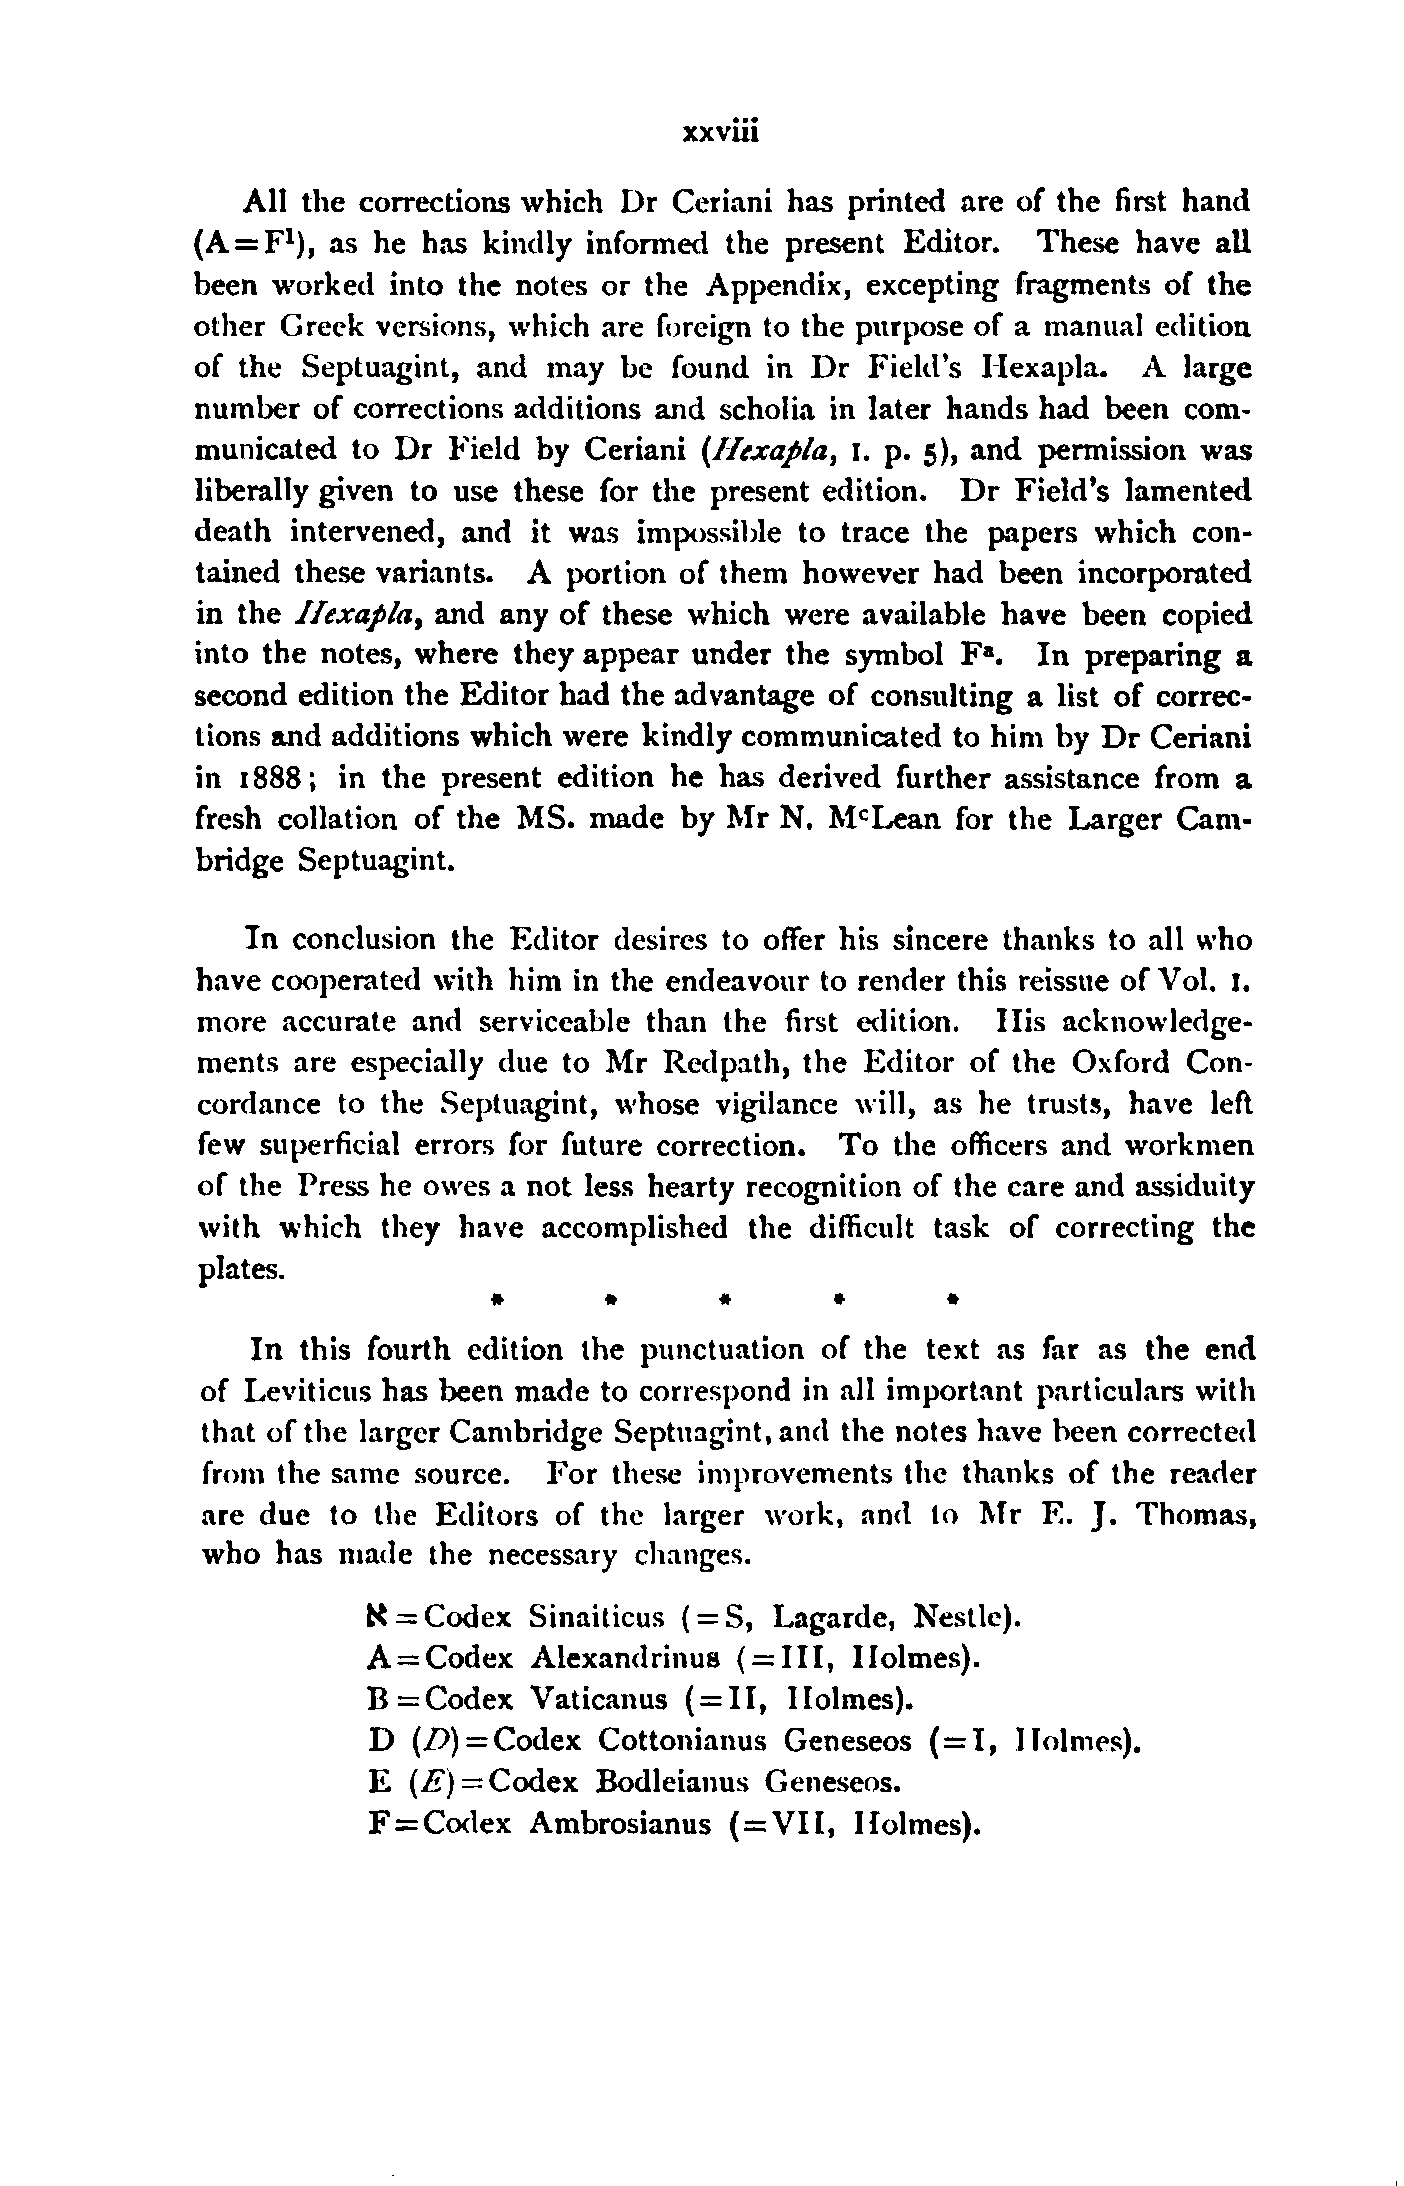 xxviii
All the corrections which Dr Ceriani has printed are of the first hand
(A=F¹), as he has kindly informed the present Editor. These have all
been worked into the notes or the Appendix, excepting fragments of the
other Greek versions, which are foreign to the purpose of a manual edition
of the Septuagint, and may be found in Dr Field's Hexapla. A large
number of corrections additions and scholia in later hands had been com-
municated to Dr Field by Ceriani (Hexapla, I. p. 5), and permission was
liberally given to use these for the present edition. Dr Field's lamented
death intervened, and it was impossible to trace the papers which con-
tained these variants. A portion of them however had been incorporated
in the Hexapla, and any of these which were available have been copied
into the notes, where they appear under the symbol Fᵃ. In preparing a
second edition the Editor had the advantage of consulting a list of correc-
tions and additions which were kindly communicated to him by Dr Ceriani
in 1888; in the present edition he has derived further assistance from a
fresh collation of the MS. made by Mr N. MᶜLean for the Larger Cam-
bridge Septuagint.
In conclusion the Editor desires to offer his sincere thanks to all who
have cooperated with him in the endeavour to render this reissue of Vol. I.
more accurate and serviceable than the first edition. His acknowledge-
ments are especially due to Mr Redpath, the Editor of the Oxford Con-
cordance to the Septuagint, whose vigilance will, as he trusts, have left
few superficial errors for future correction. To the officers and workmen
of the Press he owes a not less hearty recognition of the care and assiduity
with which they have accomplished the difficult task of correcting the
plates.
* * * * *
In this fourth edition the punctuation of the text as far as the end
of Leviticus has been made to correspond in all important particulars with
that of the larger Cambridge Septuagint, and the notes have been corrected
from the same source. For these improvements the thanks of the reader
are due to the Editors of the larger work, and to Mr E. J. Thomas,
who has made the necessary changes.
א=Codex Sinaiticus (=S, Lagarde, Nestle).
A=Codex Alexandrinus (=III, Holmes).
B=Codex Vaticanus (=II, Holmes).
D (D)=Codex Cottonianus Geneseos (=I, Holmes).
E (E)=Codex Bodleianus Geneseos.
F=Codex Ambrosianus (=VII, Holmes).